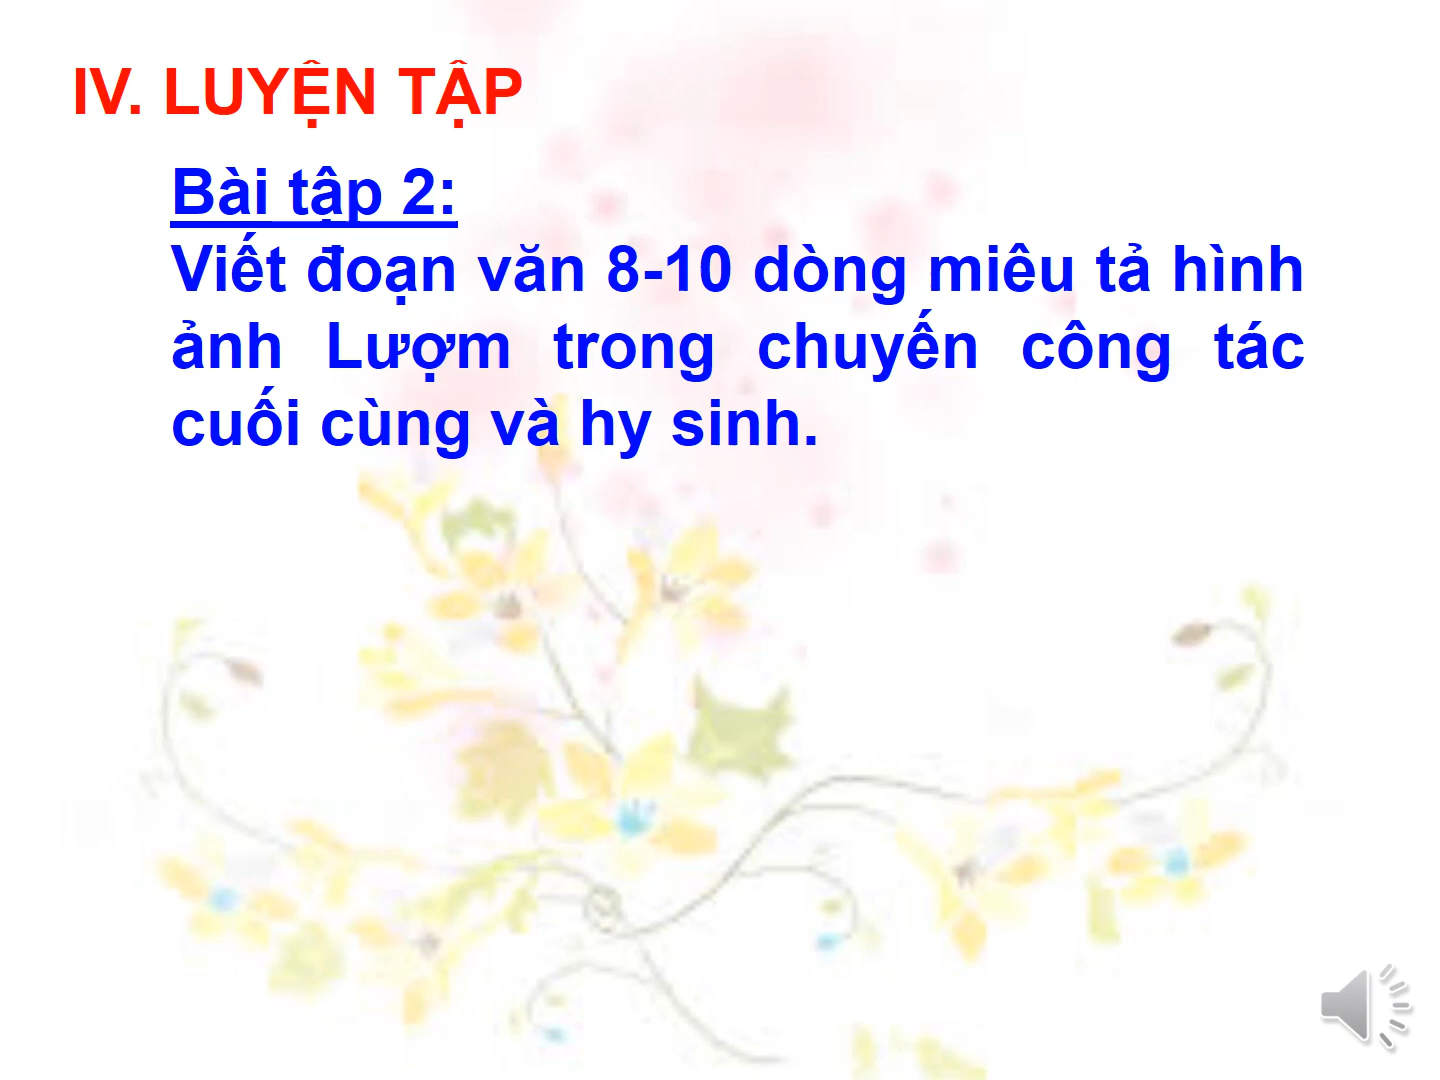 IV. LUYỆN TẬP
Bài tập 2:
Viết đoạn văn 8-10 dòng miêu tả hình
ảnh Lượm trong chuyến công tác
cuối cùng và hy sinh.